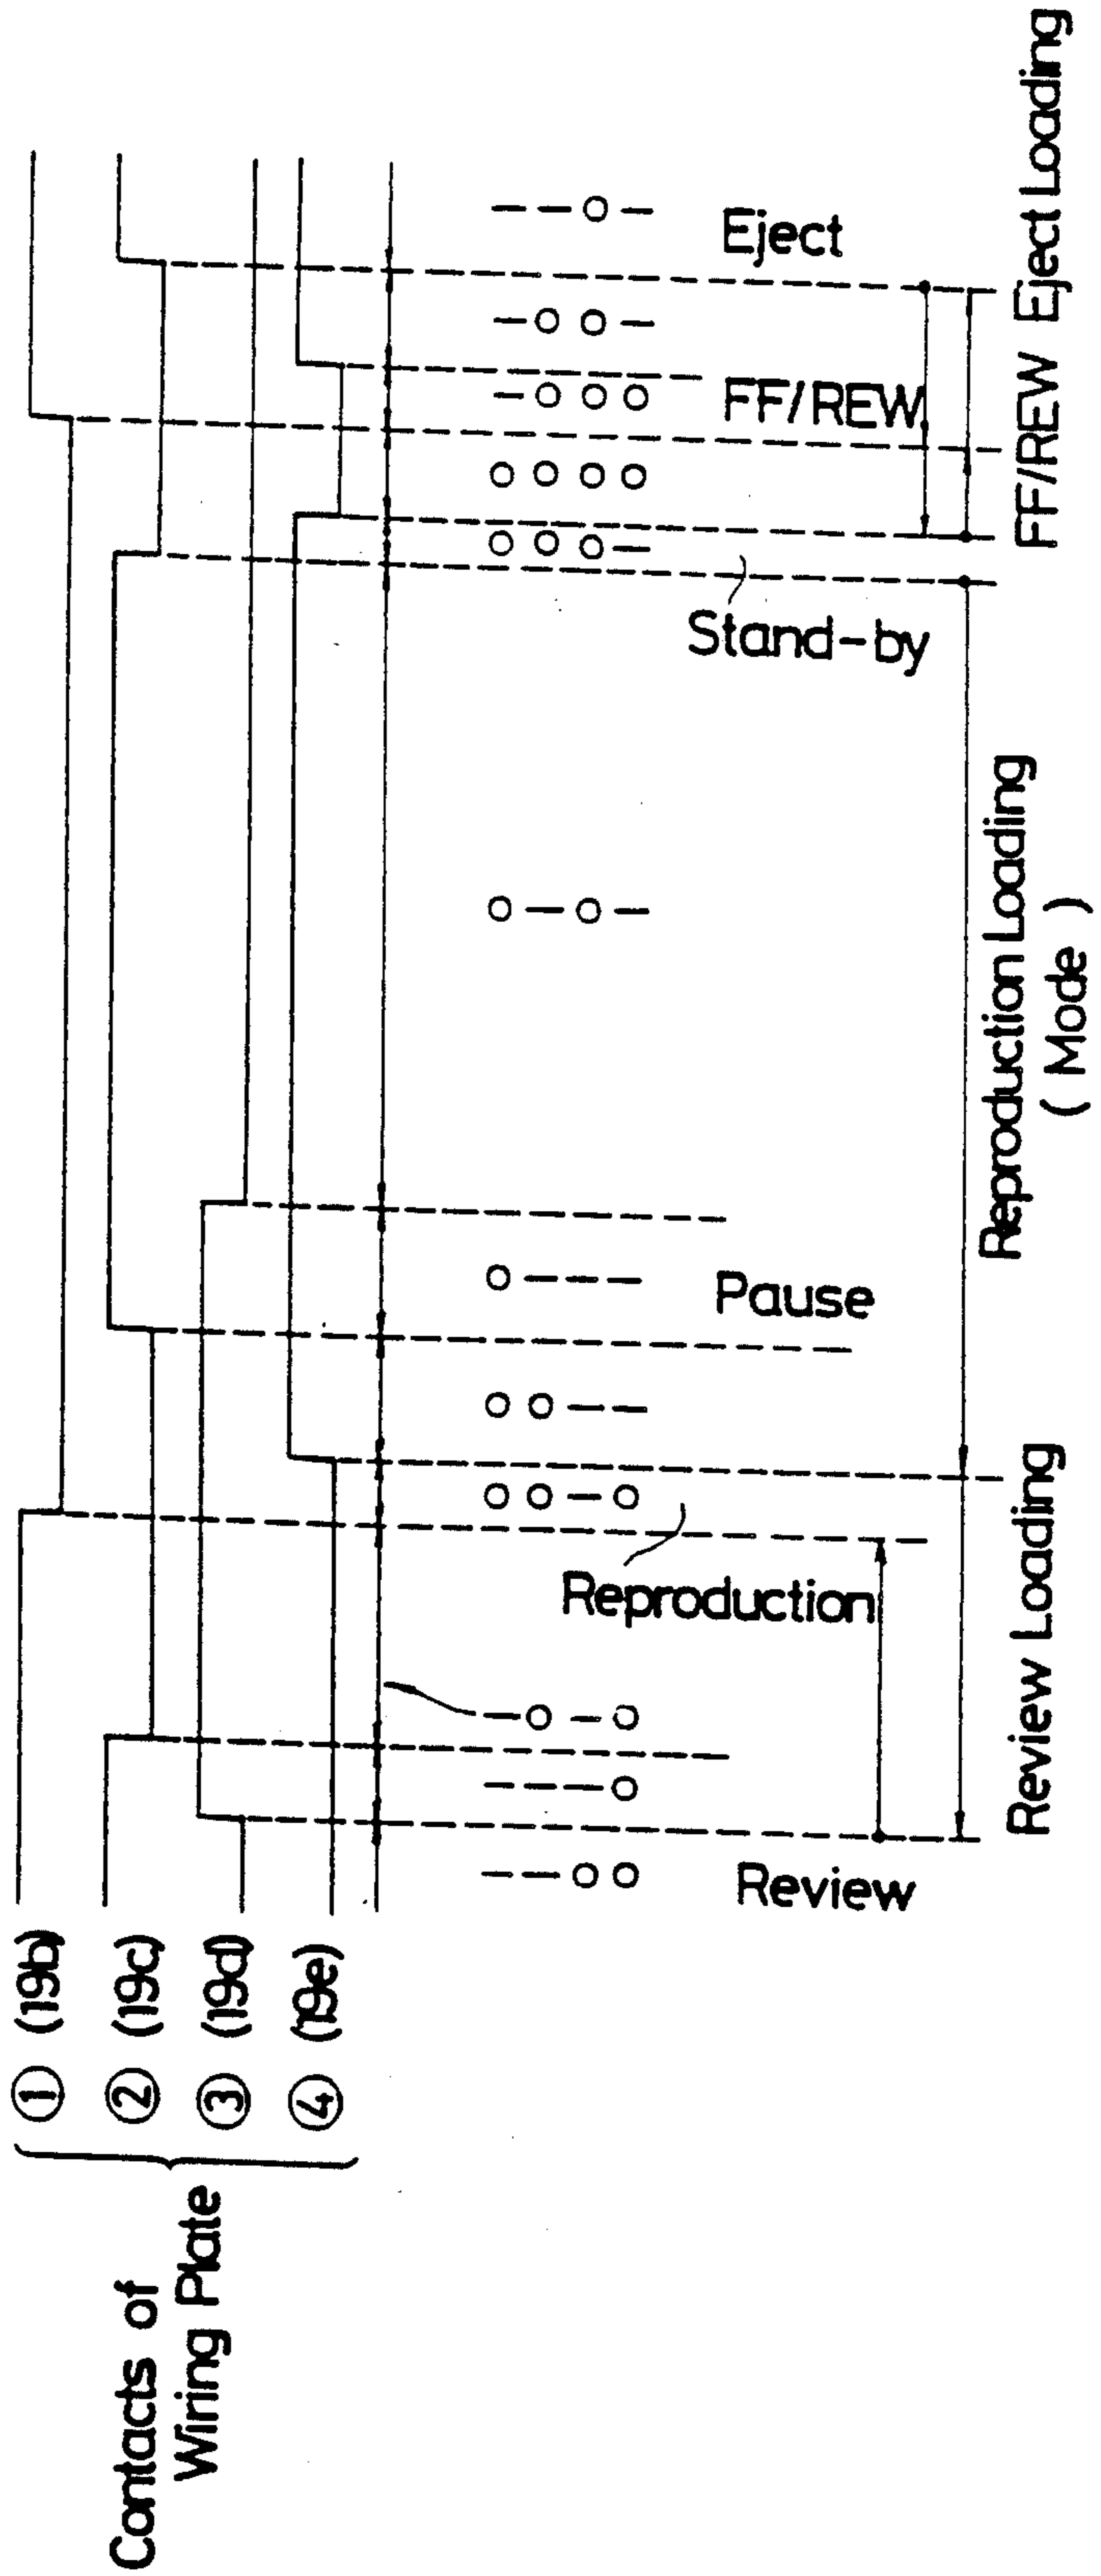 Contacts of
Wiring Plate
① (19b)
② (19c)
③ (19d)
④ (19e)
Review
Reproduction
Pause
Stand-by
FF/REW
Eject
Review Loading
Reproduction Loading
( Mode )
FF/REW Eject Loading